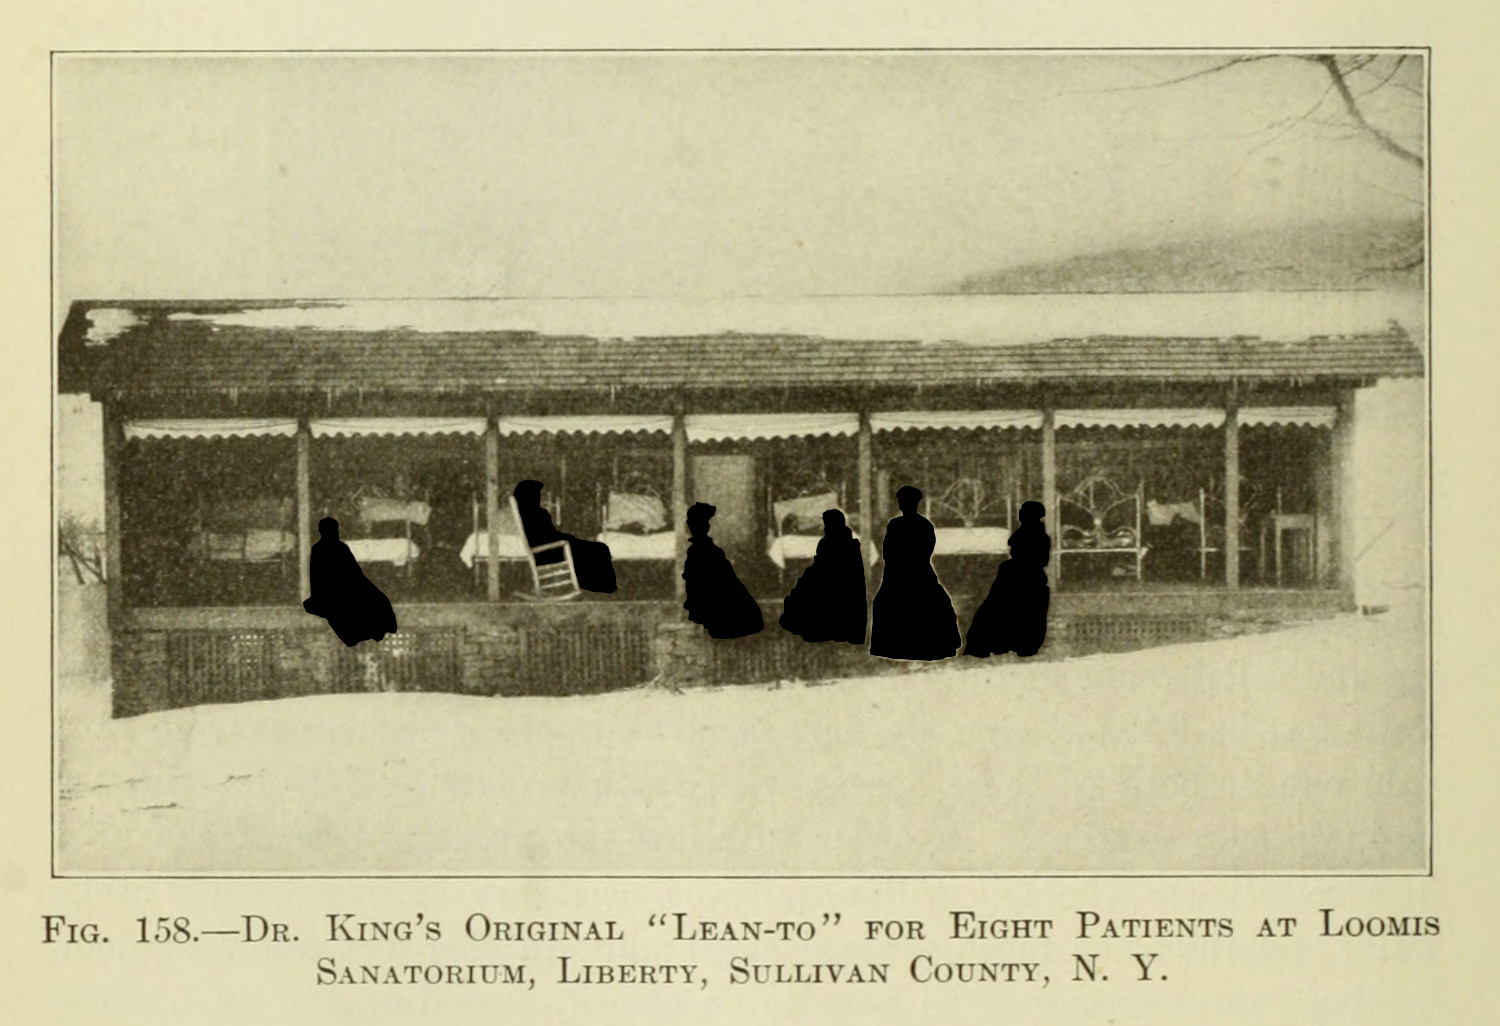 Fig. 158.—Dr. King's Original "Lean-to" for Eight Patients at Loomis
Sanatorium, Liberty, Sullivan County, N. Y.